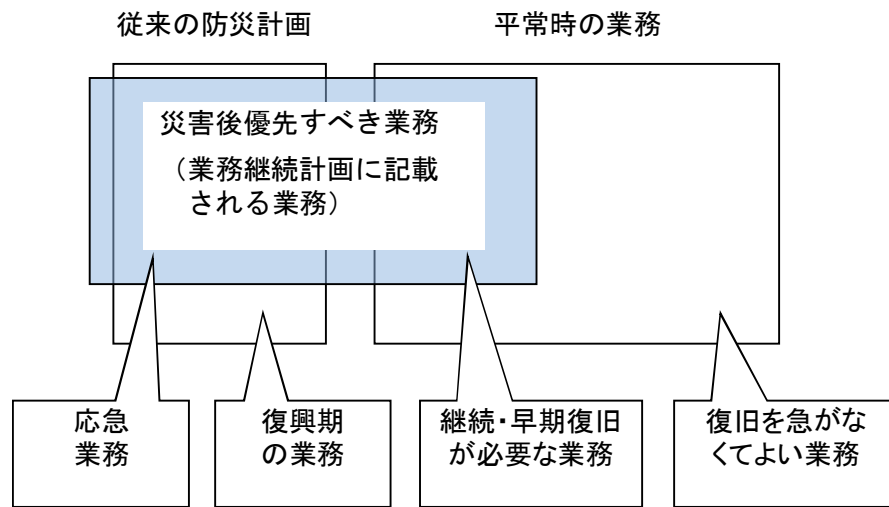 従来の防災計画
平常時の業務
災害後優先すべき業務
（業務継続計画に記載
される業務）
応急
業務
復興期
の業務
継続・早期復旧
が必要な業務
復旧を急がな
くてよい業務